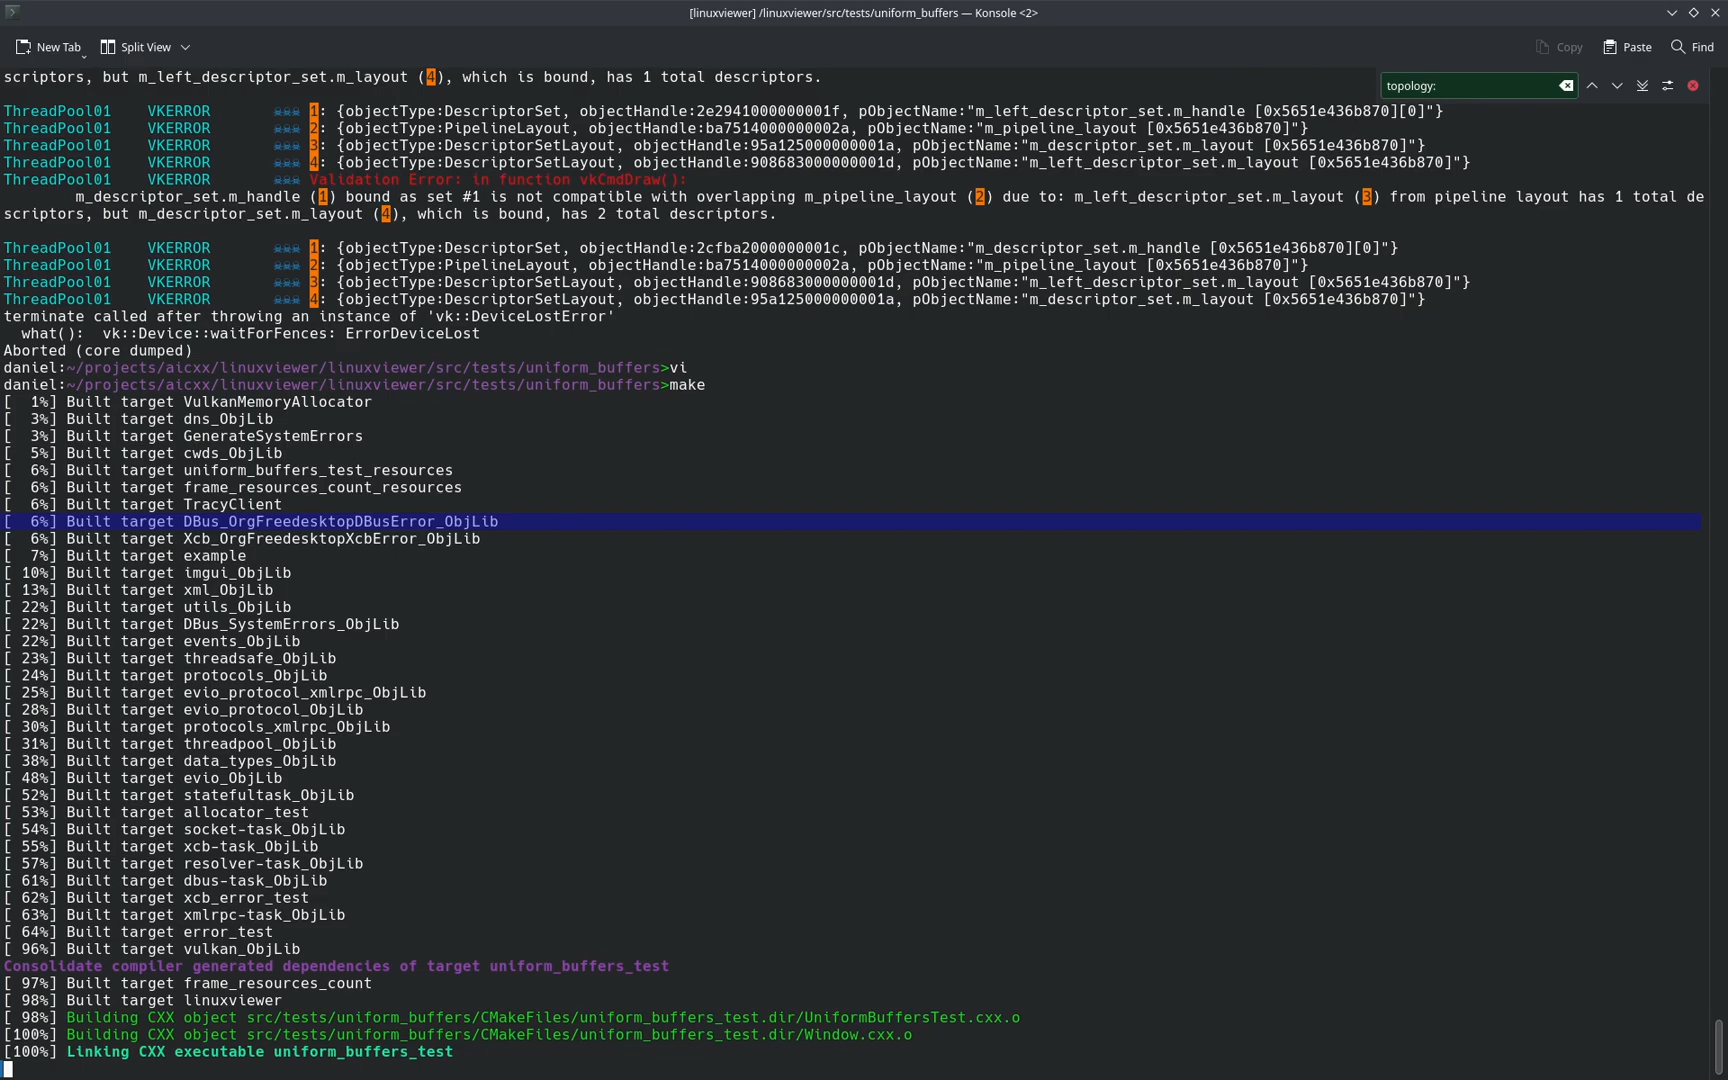 [linuxviewer] /linuxviewer/src/tests/uniform_buffers — Konsole <2>
New Tab Split View Copy Paste Find
topology:
scriptors, but m_left_descriptor_set.m_layout (4), which is bound, has 1 total descriptors.
ThreadPool01    VKERROR       ☠☠☠ 1: {objectType:DescriptorSet, objectHandle:2e2941000000001f, pObjectName:"m_left_descriptor_set.m_handle [0x5651e436b870][0]"}
ThreadPool01    VKERROR       ☠☠☠ 2: {objectType:PipelineLayout, objectHandle:ba7514000000002a, pObjectName:"m_pipeline_layout [0x5651e436b870]"}
ThreadPool01    VKERROR       ☠☠☠ 3: {objectType:DescriptorSetLayout, objectHandle:95a125000000001a, pObjectName:"m_descriptor_set.m_layout [0x5651e436b870]"}
ThreadPool01    VKERROR       ☠☠☠ 4: {objectType:DescriptorSetLayout, objectHandle:908683000000001d, pObjectName:"m_left_descriptor_set.m_layout [0x5651e436b870]"}
ThreadPool01    VKERROR       ☠☠☠ Validation Error: in function vkCmdDraw():
        m_descriptor_set.m_handle (1) bound as set #1 is not compatible with overlapping m_pipeline_layout (2) due to: m_left_descriptor_set.m_layout (3) from pipeline layout has 1 total de
scriptors, but m_descriptor_set.m_layout (4), which is bound, has 2 total descriptors.
ThreadPool01    VKERROR       ☠☠☠ 1: {objectType:DescriptorSet, objectHandle:2cfba2000000001c, pObjectName:"m_descriptor_set.m_handle [0x5651e436b870][0]"}
ThreadPool01    VKERROR       ☠☠☠ 2: {objectType:PipelineLayout, objectHandle:ba7514000000002a, pObjectName:"m_pipeline_layout [0x5651e436b870]"}
ThreadPool01    VKERROR       ☠☠☠ 3: {objectType:DescriptorSetLayout, objectHandle:908683000000001d, pObjectName:"m_left_descriptor_set.m_layout [0x5651e436b870]"}
ThreadPool01    VKERROR       ☠☠☠ 4: {objectType:DescriptorSetLayout, objectHandle:95a125000000001a, pObjectName:"m_descriptor_set.m_layout [0x5651e436b870]"}
terminate called after throwing an instance of 'vk::DeviceLostError'
  what():  vk::Device::waitForFences: ErrorDeviceLost
Aborted (core dumped)
daniel:~/projects/aicxx/linuxviewer/linuxviewer/src/tests/uniform_buffers>vi
daniel:~/projects/aicxx/linuxviewer/linuxviewer/src/tests/uniform_buffers>make
[  1%] Built target VulkanMemoryAllocator
[  3%] Built target dns_ObjLib
[  3%] Built target GenerateSystemErrors
[  5%] Built target cwds_ObjLib
[  6%] Built target uniform_buffers_test_resources
[  6%] Built target frame_resources_count_resources
[  6%] Built target TracyClient
[  6%] Built target DBus_OrgFreedesktopDBusError_ObjLib
[  6%] Built target Xcb_OrgFreedesktopXcbError_ObjLib
[  7%] Built target example
[ 10%] Built target imgui_ObjLib
[ 13%] Built target xml_ObjLib
[ 22%] Built target utils_ObjLib
[ 22%] Built target DBus_SystemErrors_ObjLib
[ 22%] Built target events_ObjLib
[ 23%] Built target threadsafe_ObjLib
[ 24%] Built target protocols_ObjLib
[ 25%] Built target evio_protocol_xmlrpc_ObjLib
[ 28%] Built target evio_protocol_ObjLib
[ 30%] Built target protocols_xmlrpc_ObjLib
[ 31%] Built target threadpool_ObjLib
[ 38%] Built target data_types_ObjLib
[ 48%] Built target evio_ObjLib
[ 52%] Built target statefultask_ObjLib
[ 53%] Built target allocator_test
[ 54%] Built target socket-task_ObjLib
[ 55%] Built target xcb-task_ObjLib
[ 57%] Built target resolver-task_ObjLib
[ 61%] Built target dbus-task_ObjLib
[ 62%] Built target xcb_error_test
[ 63%] Built target xmlrpc-task_ObjLib
[ 64%] Built target error_test
[ 96%] Built target vulkan_ObjLib
Consolidate compiler generated dependencies of target uniform_buffers_test
[ 97%] Built target frame_resources_count
[ 98%] Built target linuxviewer
[ 98%] Building CXX object src/tests/uniform_buffers/CMakeFiles/uniform_buffers_test.dir/UniformBuffersTest.cxx.o
[100%] Building CXX object src/tests/uniform_buffers/CMakeFiles/uniform_buffers_test.dir/Window.cxx.o
[100%] Linking CXX executable uniform_buffers_test